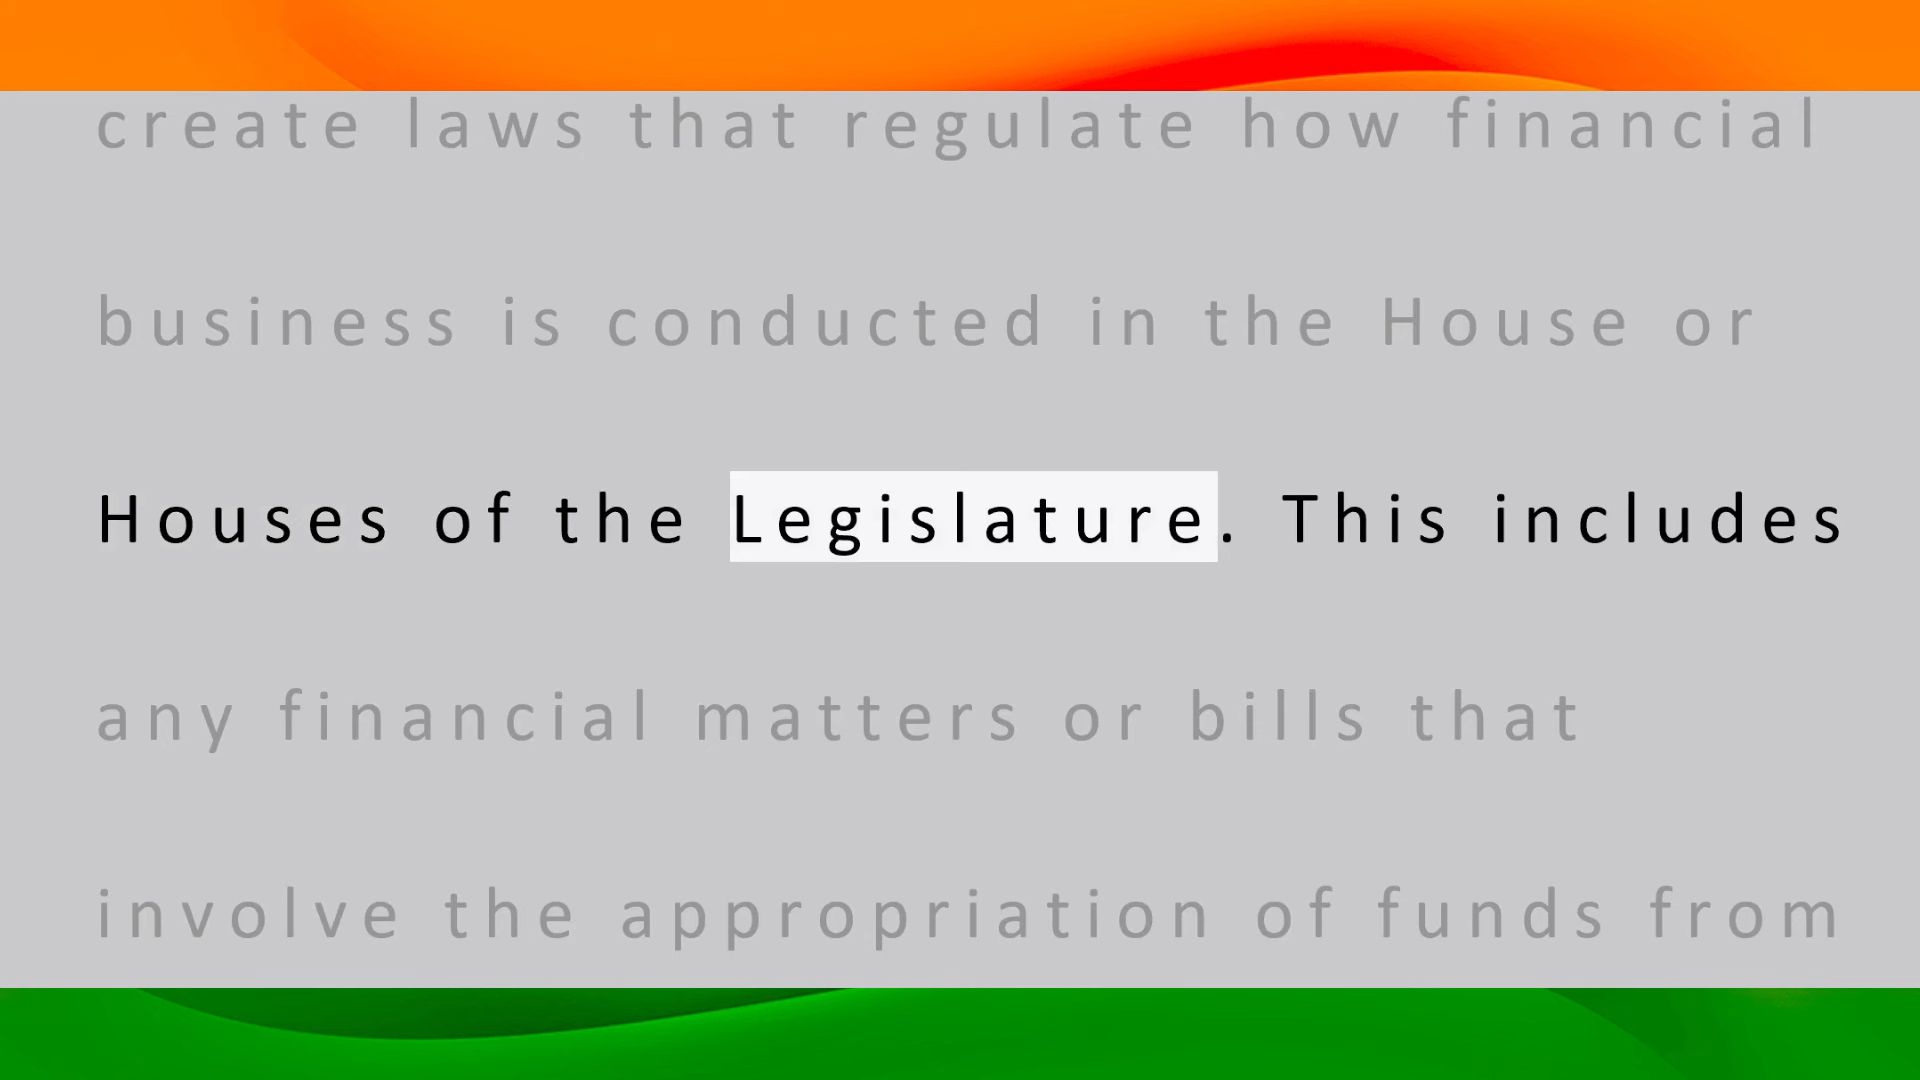 create laws that regulate how financial
business is conducted in the House or
Houses of the Legislature. This includes
any financial matters or bills that
involve the appropriation of funds from